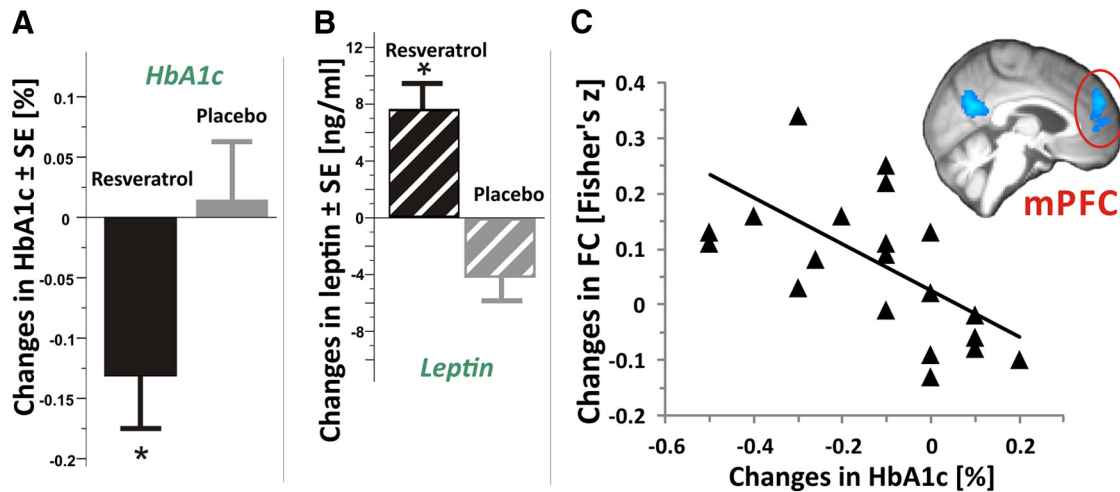 A
Changes in HbA1c ± SE [%]
HbA1c
0.1
0.05
0
-0.05
-0.1
-0.15
-0.2
Placebo
Resveratrol
*
B
Changes in leptin ± SE [ng/ml]
12
8
4
0
-4
-8
Resveratrol
*
Placebo
Leptin
C
Changes in FC [Fisher's z]
0.4
0.3
0.2
0.1
0
-0.1
-0.2
-0.6
-0.4
-0.2
0
0.2
Changes in HbA1c [%]
mPFC